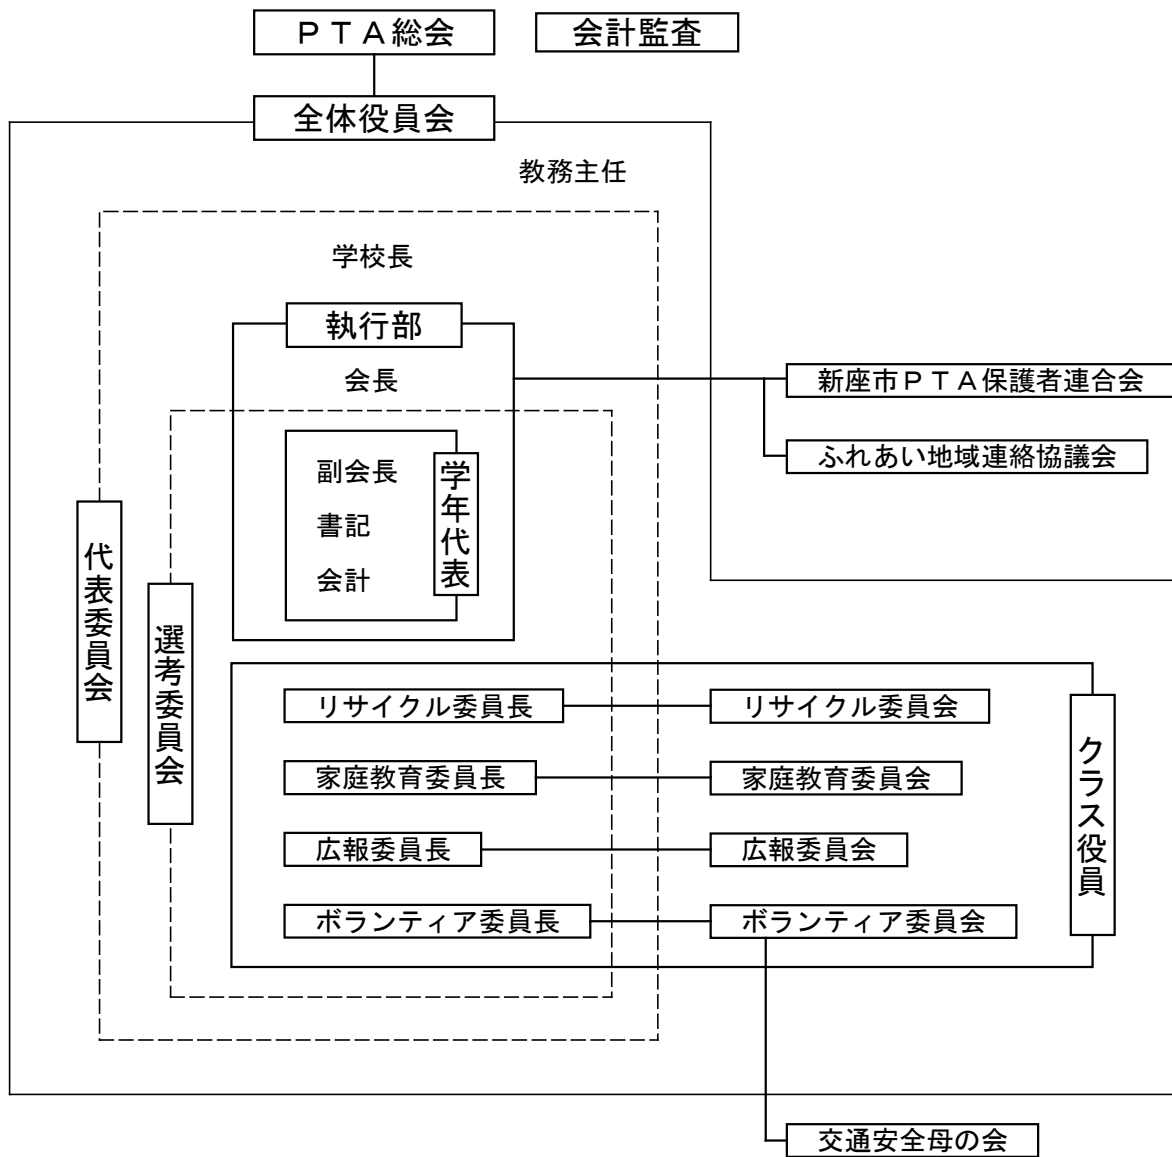 ＰＴＡ総会
会計監査
全体役員会
教務主任
学校長
執行部
会長
新座市ＰＴＡ保護者連合会
ふれあい地域連絡協議会
副会長
書記
会計
学年代表
代表委員会
選考委員会
リサイクル委員長
リサイクル委員会
家庭教育委員長
家庭教育委員会
広報委員長
広報委員会
ボランティア委員長
ボランティア委員会
クラス役員
交通安全母の会